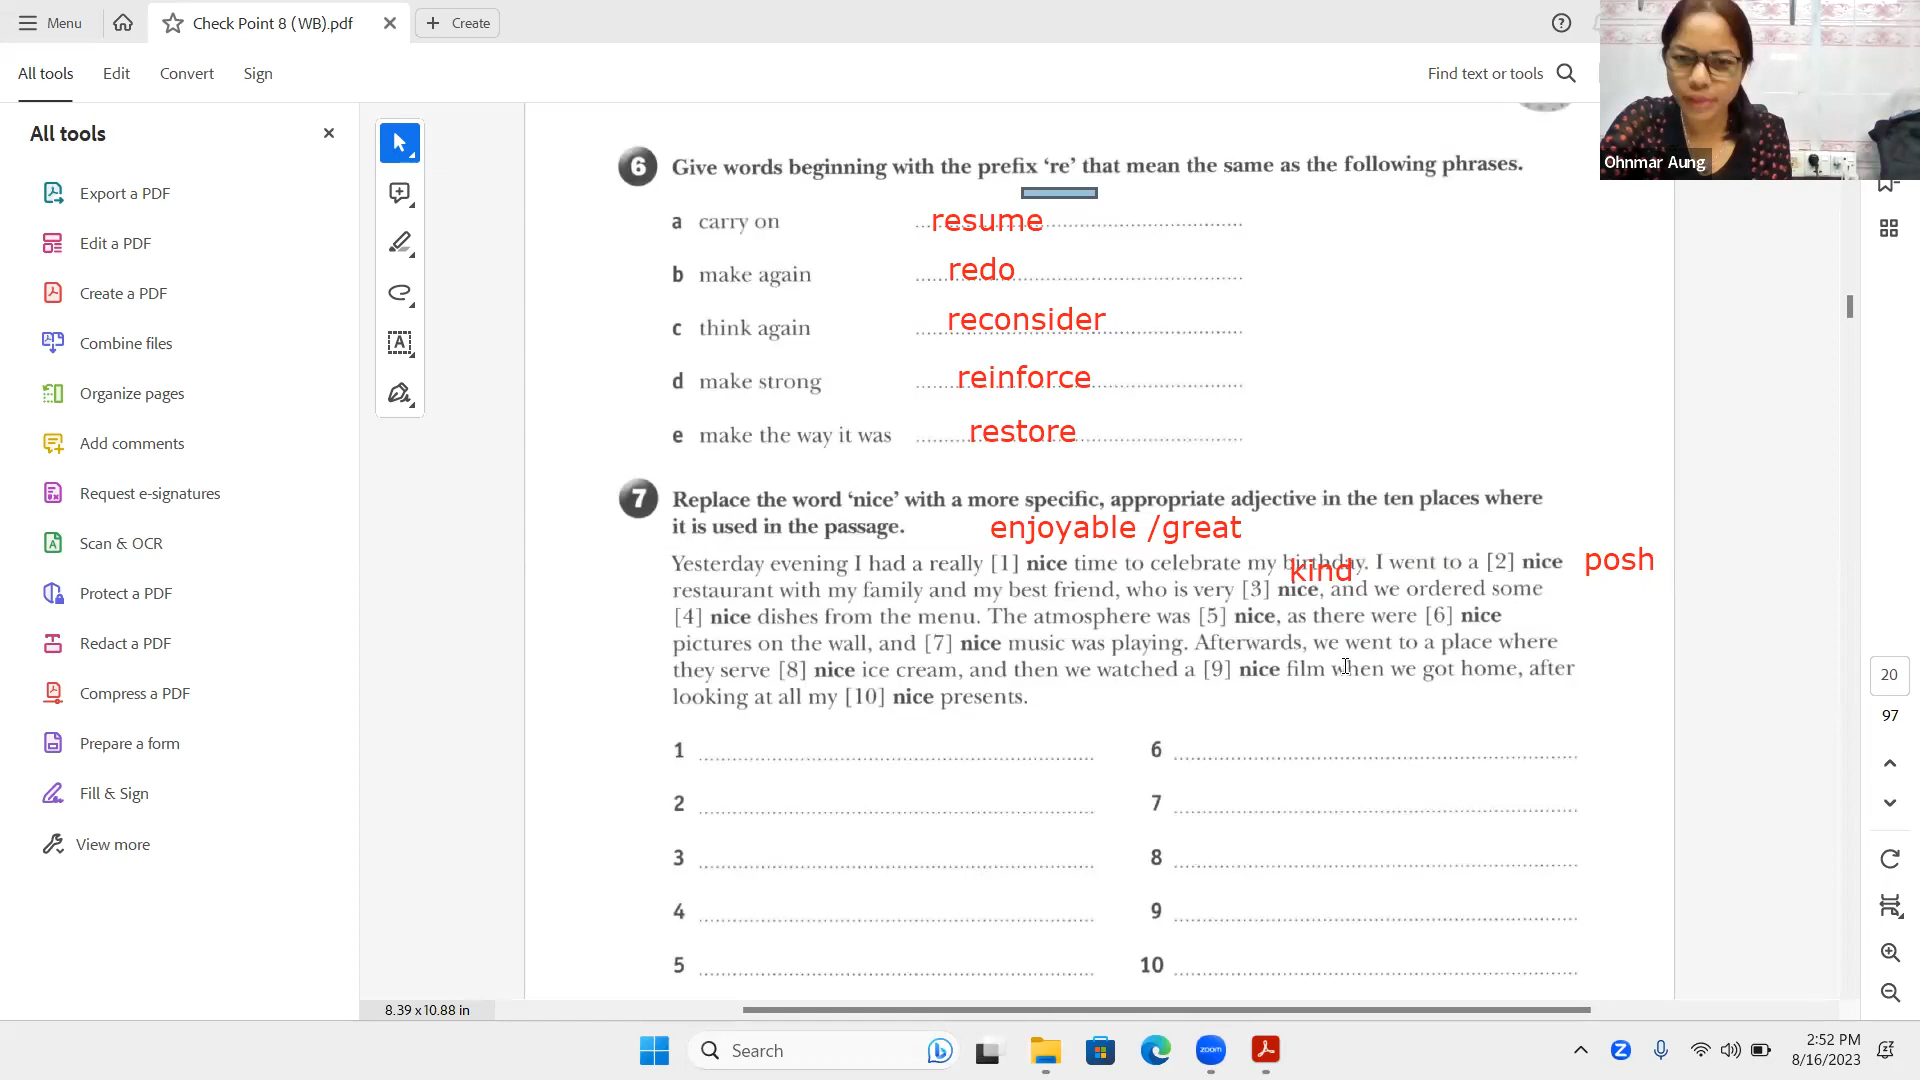 Menu
Check Point 8 (WB).pdf
Create
All tools
Edit
Convert
Sign
Find text or tools
Ohnmar Aung
All tools
Export a PDF
Edit a PDF
Create a PDF
Combine files
Organize pages
Add comments
Request e-signatures
Scan & OCR
Protect a PDF
Redact a PDF
Compress a PDF
Prepare a form
Fill & Sign
View more
6 Give words beginning with the prefix ‘re’ that mean the same as the following phrases.
a carry on resume
b make again redo
c think again reconsider
d make strong reinforce
e make the way it was restore
7 Replace the word ‘nice’ with a more specific, appropriate adjective in the ten places where
it is used in the passage.
enjoyable /great
Yesterday evening I had a really [1] nice time to celebrate my birthday. I went to a [2] nice posh
kind
restaurant with my family and my best friend, who is very [3] nice, and we ordered some
[4] nice dishes from the menu. The atmosphere was [5] nice, as there were [6] nice
pictures on the wall, and [7] nice music was playing. Afterwards, we went to a place where
they serve [8] nice ice cream, and then we watched a [9] nice film when we got home, after
looking at all my [10] nice presents.
1 6
2 7
3 8
4 9
5 10
20
97
8.39 x 10.88 in
Search
zoom
2:52 PM
8/16/2023